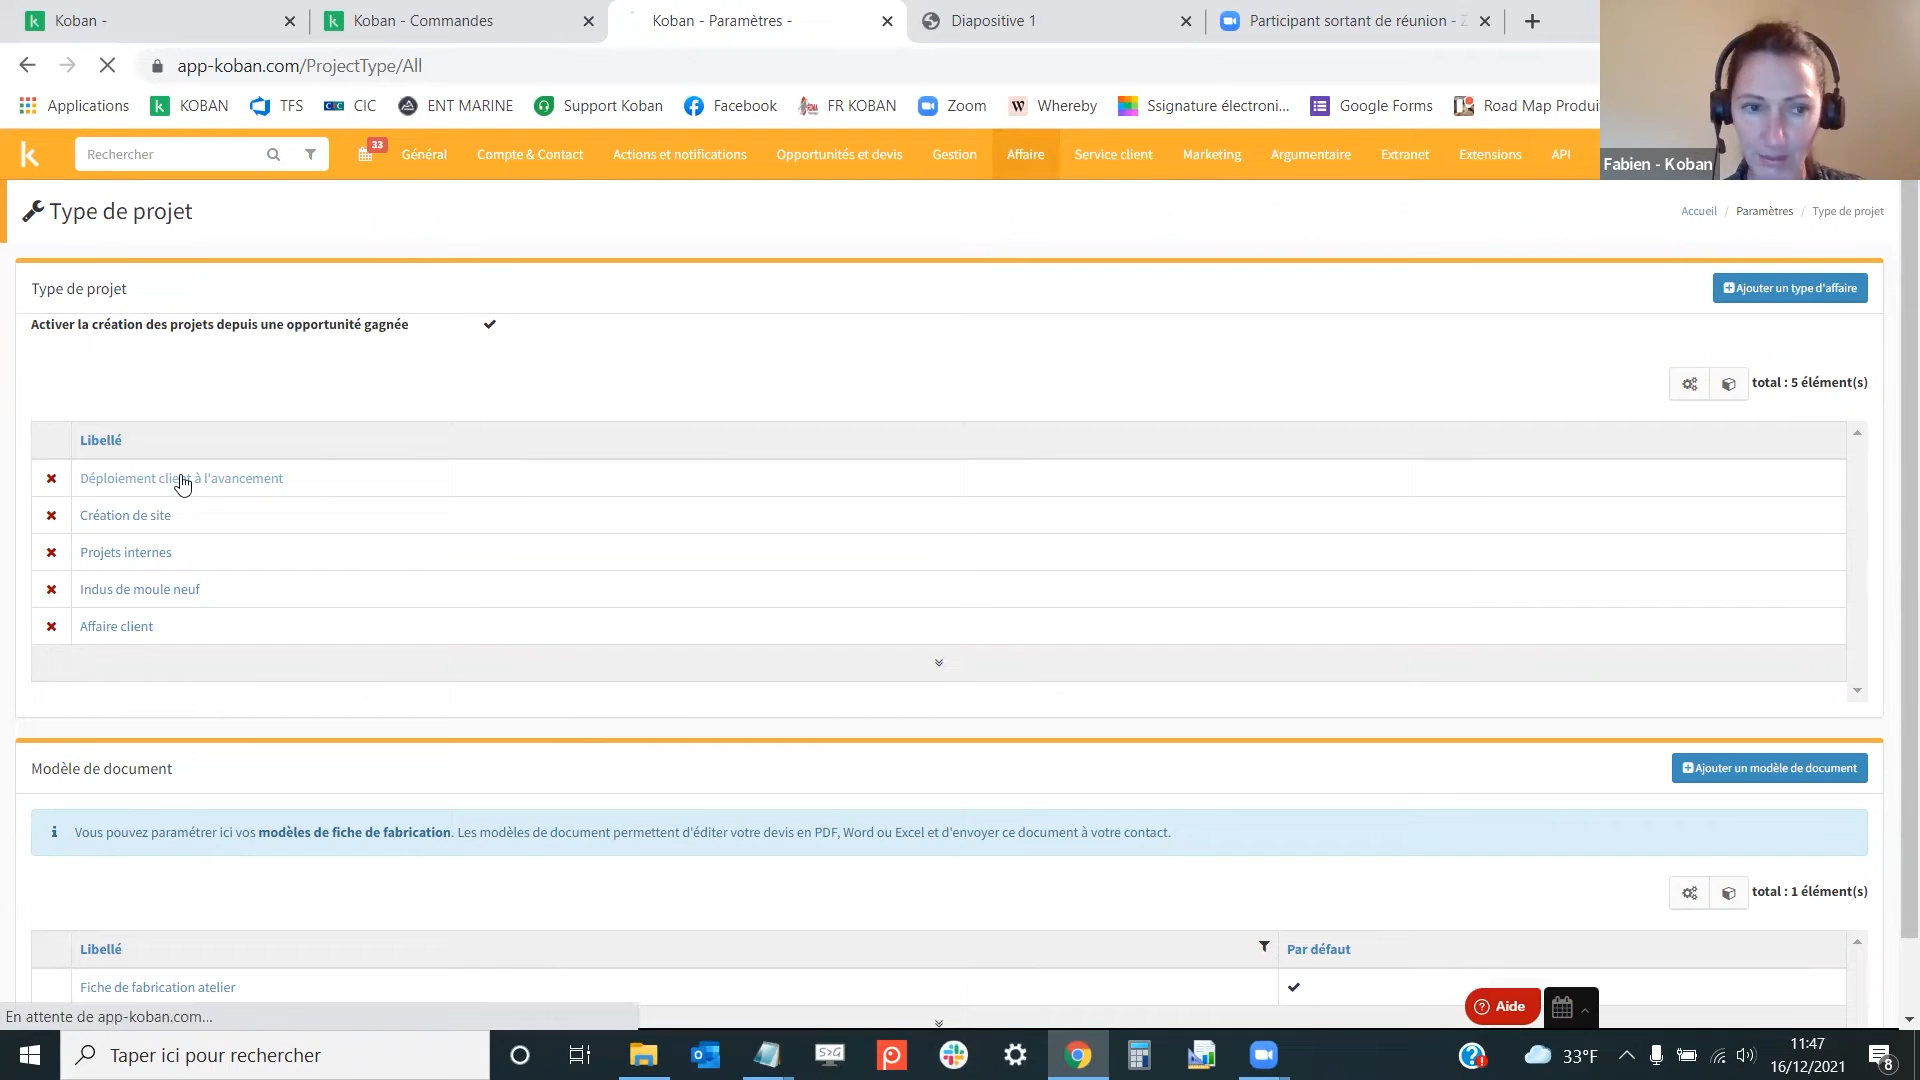 Koban -
Koban - Commandes
Koban - Paramètres -
Diapositive 1
Participant sortant de réunion - Z
app-koban.com/ProjectType/All
Applications
KOBAN
TFS
CIC
ENT MARINE
Support Koban
Facebook
FR KOBAN
Zoom
Whereby
Ssignature électroni...
Google Forms
Road Map Produi
Rechercher
33
Général
Compte & Contact
Actions et notifications
Opportunités et devis
Gestion
Affaire
Service client
Marketing
Argumentaire
Extranet
Extensions
API
Fabien - Koban
Type de projet
Accueil / Paramètres / Type de projet
Type de projet
Ajouter un type d'affaire
Activer la création des projets depuis une opportunité gagnée
total : 5 élément(s)
Libellé
Déploiement client à l'avancement
Création de site
Projets internes
Indus de moule neuf
Affaire client
Modèle de document
Ajouter un modèle de document
Vous pouvez paramétrer ici vos modèles de fiche de fabrication. Les modèles de document permettent d'éditer votre devis en PDF, Word ou Excel et d'envoyer ce document à votre contact.
total : 1 élément(s)
Libellé
Par défaut
Fiche de fabrication atelier
Aide
En attente de app-koban.com...
Taper ici pour rechercher
33°F
11:47
16/12/2021
8